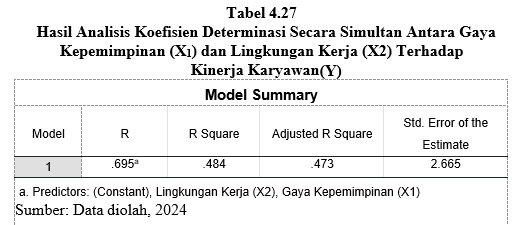 Tabel 4.27
Hasil Analisis Koefisien Determinasi Secara Simultan Antara Gaya
Kepemimpinan (X1) dan Lingkungan Kerja (X2) Terhadap
Kinerja Karyawan(Y)
Model Summary
Model R R Square Adjusted R Square Std. Error of the Estimate
1 .695a .484 .473 2.665
a. Predictors: (Constant), Lingkungan Kerja (X2), Gaya Kepemimpinan (X1)
Sumber: Data diolah, 2024